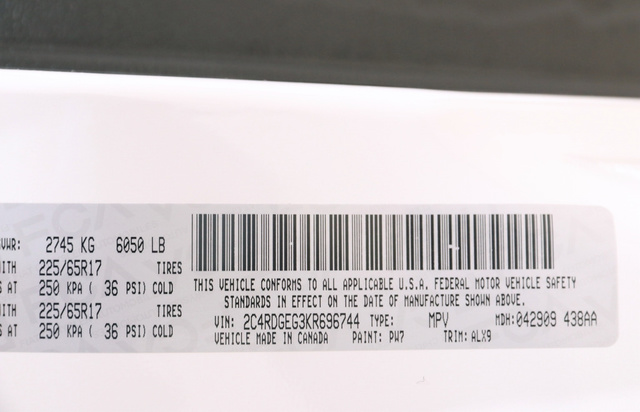 GVWR: 2745 KG 6050 LB
WITH 225/65R17 TIRES
S AT 250 KPA ( 36 PSI) COLD
WITH 225/65R17 TIRES
S AT 250 KPA ( 36 PSI) COLD
THIS VEHICLE CONFORMS TO ALL APPLICABLE U.S.A. FEDERAL MOTOR VEHICLE SAFETY
STANDARDS IN EFFECT ON THE DATE OF MANUFACTURE SHOWN ABOVE.
VIN: 2C4RDGEG3KR696744 TYPE: MPV MDH: 042909 438AA
VEHICLE MADE IN CANADA PAINT: PW7 TRIM: ALX9